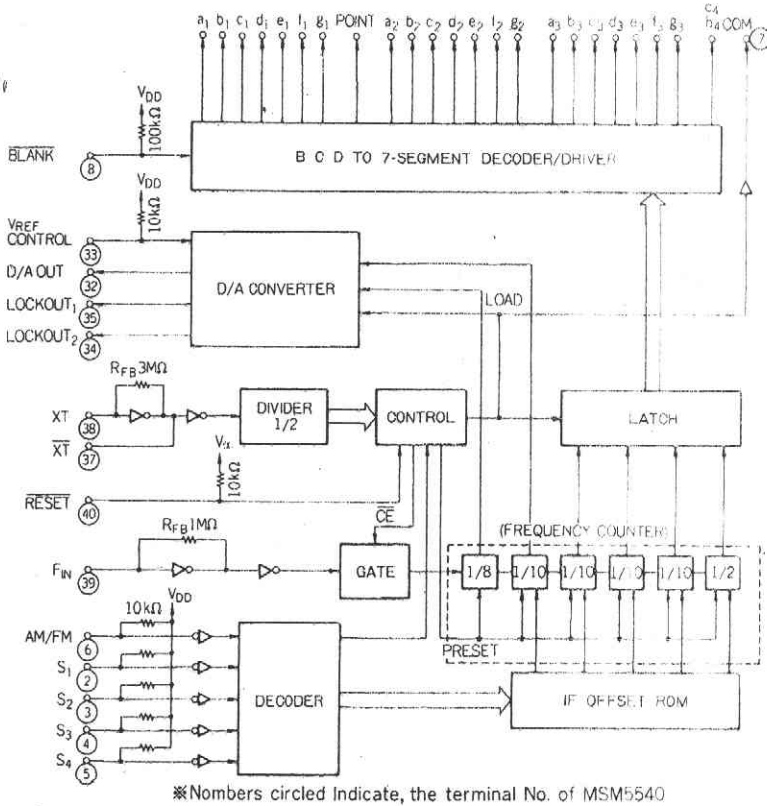 a₁ b₁ c₁ d₁ e₁ f₁ g₁ POINT a₂ b₂ c₂ d₂ e₂ f₂ g₂ a₃ b₃ c₃ d₃ e₃ f₃ g₃ c₄ b₄ COM 7
VDD
100kΩ
BLANK
8
B C D TO 7-SEGMENT DECODER/DRIVER
VDD
10kΩ
VREF
CONTROL
33
D/A OUT
32
LOCKOUT₁
35
LOCKOUT₂
34
D/A CONVERTER
LOAD
RFB 3MΩ
XT
38
XT
37
DIVIDER
1/2
CONTROL
LATCH
10kΩ
RESET
40
CE
RFB 1MΩ
(FREQUENCY COUNTER)
FIN
39
GATE
1/8 1/10 1/10 1/10 1/10 1/2
PRESET
10kΩ
VDD
AM/FM
6
S₁
2
S₂
3
S₃
4
S₄
5
DECODER
IF OFFSET ROM
※Nombers circled Indicate, the terminal No. of MSM5540